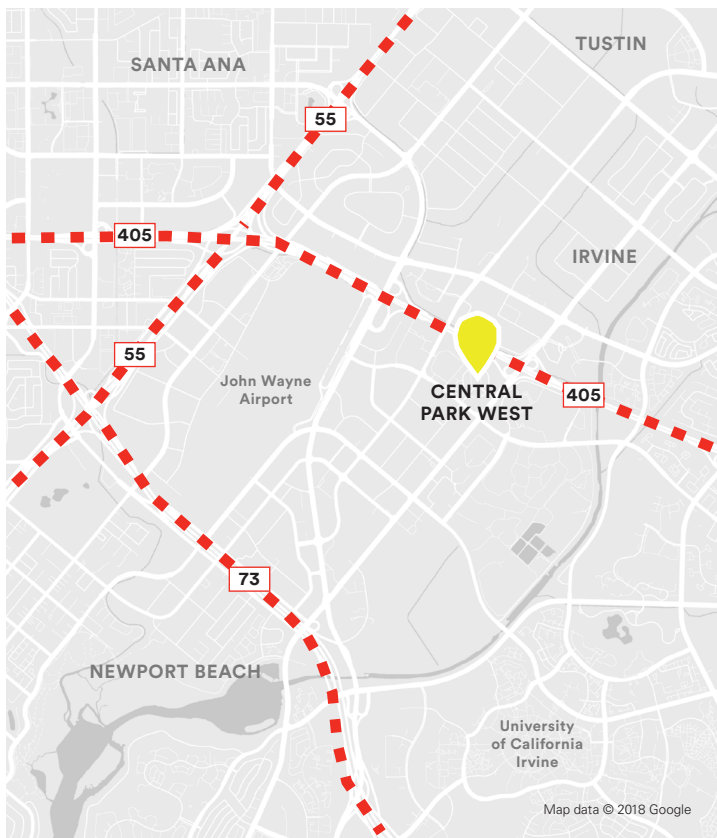 TUSTIN
SANTA ANA
55
405
IRVINE
55
John Wayne
Airport
CENTRAL
PARK WEST
405
73
NEWPORT BEACH
University
of California
Irvine
Map data © 2018 Google